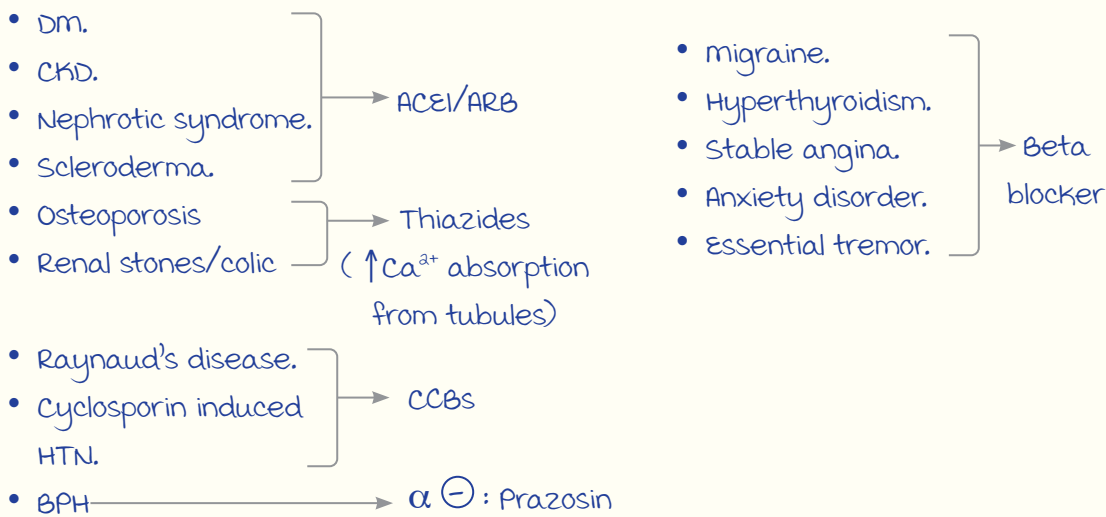 • DM.
• CKD.
• Nephrotic syndrome.
• Scleroderma.
ACEI/ARB
• Osteoporosis
• Renal stones/colic
Thiazides
( ↑Ca²⁺ absorption
from tubules)
• Raynaud's disease.
• Cyclosporin induced
HTN.
CCBs
• BPH
α ⊖ : Prazosin
• Migraine.
• Hyperthyroidism.
• Stable angina.
• Anxiety disorder.
• Essential tremor.
Beta
blocker